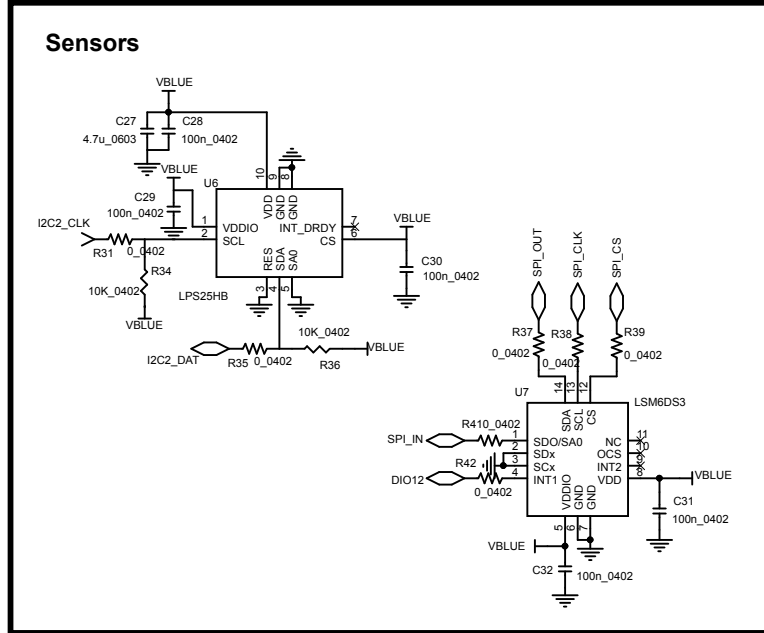 Sensors
VBLUE
C27
4.7u_0603
C28
100n_0402
VBLUE
C29
100n_0402
U6
10
9
8
VDD
GND
GND
I2C2_CLK
R31
0_0402
1
2
VDDIO
SCL
INT_DRDY
CS
7
6
VBLUE
C30
100n_0402
R34
10K_0402
VBLUE
RES
SDA
SA0
3
4
5
LPS25HB
I2C2_DAT
R35
0_0402
10K_0402
R36
VBLUE
SPI_OUT
SPI_CLK
SPI_CS
R37
0_0402
R38
0_0402
R39
0_0402
U7
14
13
12
LSM6DS3
SDA
SCL
CS
SPI_IN
R41
0_0402
DIO12
R42
0_0402
1
2
3
4
SDO/SA0
SDx
SCx
INT1
NC
OCS
INT2
VDD
11
10
9
8
VBLUE
C31
100n_0402
VDDIO
GND
GND
5
6
7
VBLUE
C32
100n_0402